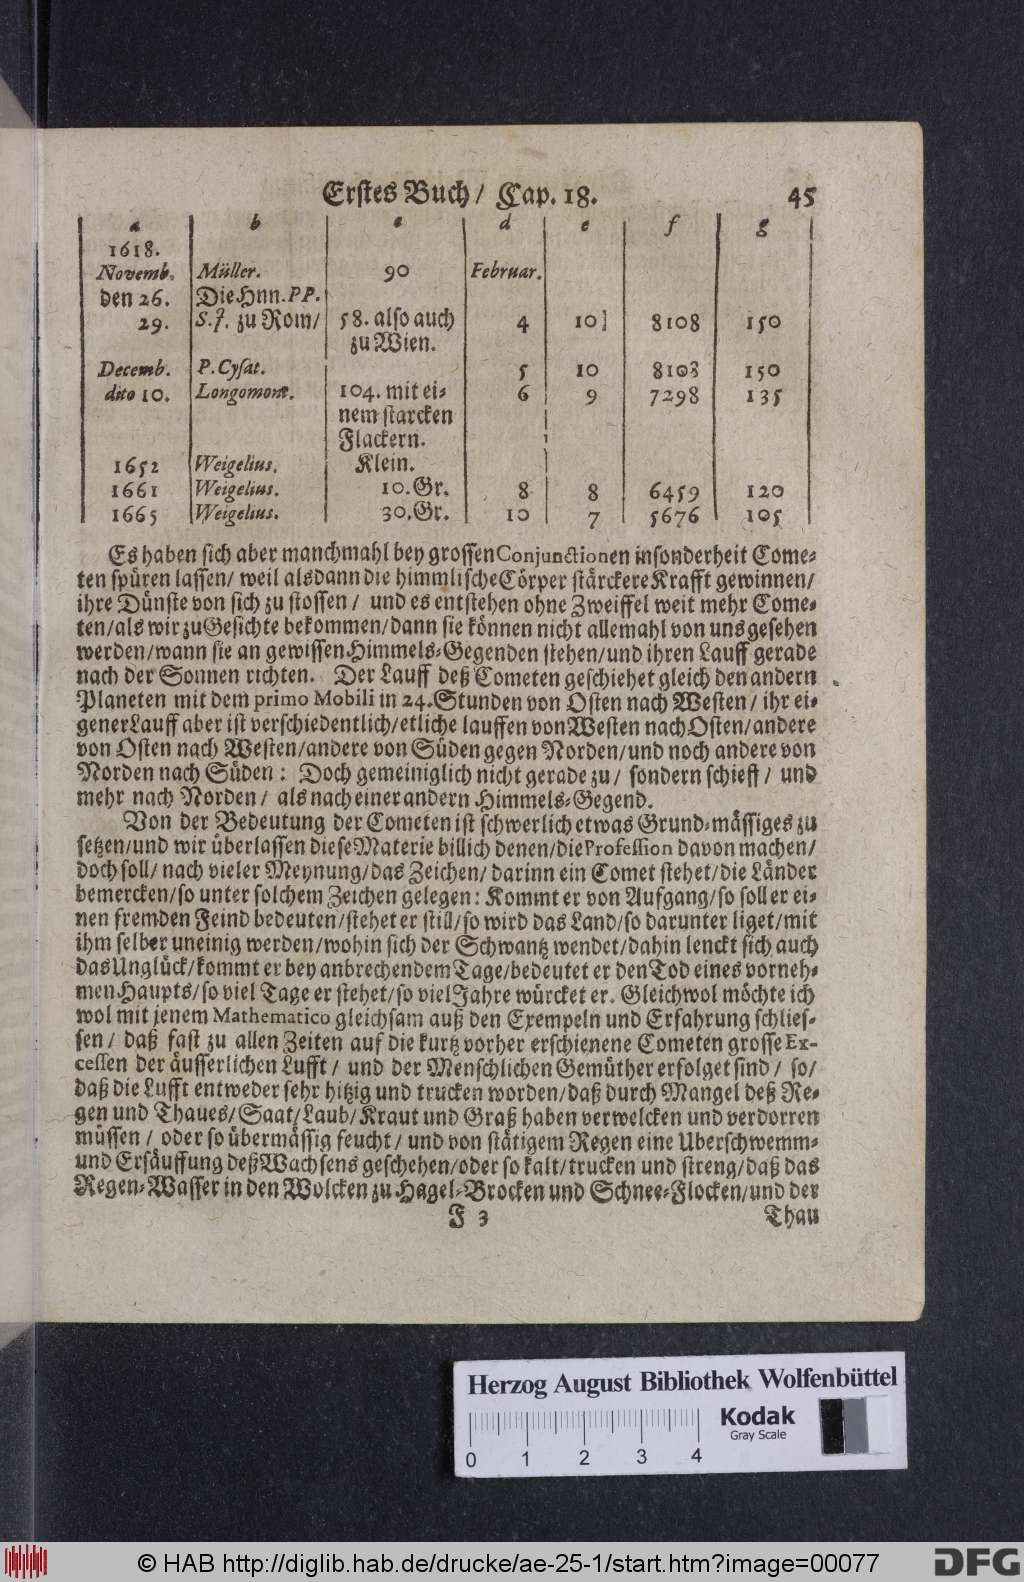 Erstes Buch / Cap. 18. 45
a b c d e f g
1618.
Novemb. Müller. 90 Februar.
den 26. Die Hnn. PP.
29. S. J. zu Rom / 58. also auch 4 10 8108 150
zu Wien.
Decemb. P. Cysat. 5 10 8108 150
dito 10. Longomont. 104. mit ei= 6 9 7298 135
nem starcken
Flackern.
1652 Weigelius. Klein.
1661 Weigelius. 10. Gr. 8 8 6459 120
1665 Weigelius. 30. Gr. 10 7 5676 105
Es haben sich aber manchmahl bey grossen Conjunctionen insonderheit Come=
ten spüren lassen / weil alsdann die himmlische Cörper stärckere Krafft gewinnen /
ihre Dünste von sich zu stossen / und es entstehen ohne Zweiffel weit mehr Come=
ten / als wir zu Gesichte bekommen / dann sie können nicht allemahl von uns gesehen
werden / wann sie an gewissen Himmels=Gegenden stehen / und ihren Lauff gerade
nach der Sonnen richten. Der Lauff deß Cometen geschiehet gleich den andern
Planeten mit dem primo Mobili in 24. Stunden von Osten nach Westen / ihr ei=
gener Lauff aber ist verschiedentlich / etliche lauffen von Westen nach Osten / andere
von Osten nach Westen / andere von Süden gegen Norden / und noch andere von
Norden nach Süden : Doch gemeiniglich nicht gerade zu / sondern schieff / und
mehr nach Norden / als nach einer andern Himmels=Gegend.
Von der Bedeutung der Cometen ist schwerlich etwas Grund=mässiges zu
setzen / und wir überlassen diese Materie billich denen / die Profession davon machen /
doch soll / nach vieler Meynung / das Zeichen / darinn ein Comet stehet / die Länder
bemercken / so unter solchem Zeichen gelegen : Kommt er von Aufgang / so soll er ei=
nen fremden Feind bedeuten / stehet er still / so wird das Land / so darunter liget / mit
ihm selber uneinig werden / wohin sich der Schwantz wendet / dahin lenckt sich auch
das Unglück / kommt er bey anbrechendem Tage / bedeutet er den Tod eines vorneh=
men Haupts / so viel Tage er stehet / so viel Jahre würcket er. Gleichwol möchte ich
wol mit jenem Mathematico gleichsam auß den Exempeln und Erfahrung schlies=
sen / daß fast zu allen Zeiten auf die kurtz vorher erschienene Cometen grosse Ex-
cessen der äusserlichen Lufft / und der Menschlichen Gemüther erfolget sind / so /
daß die Lufft entweder sehr hitzig und trucken worden / daß durch Mangel deß Re=
gen und Thaues / Saat / Laub / Kraut und Graß haben verwelcken und verdorren
müssen / oder so übermässig feucht / und von stätigem Regen eine Uberschwemm=
und Ersäuffung deß Wachsens geschehen / oder so kalt / trucken und streng / daß das
Regen=Wasser in den Wolcken zu Hagel=Brocken und Schnee=Flocken / und der
F 3 Thau
Herzog August Bibliothek Wolfenbüttel
Kodak
Gray Scale
0 1 2 3 4
© HAB http://diglib.hab.de/drucke/ae-25-1/start.htm?image=00077
DFG